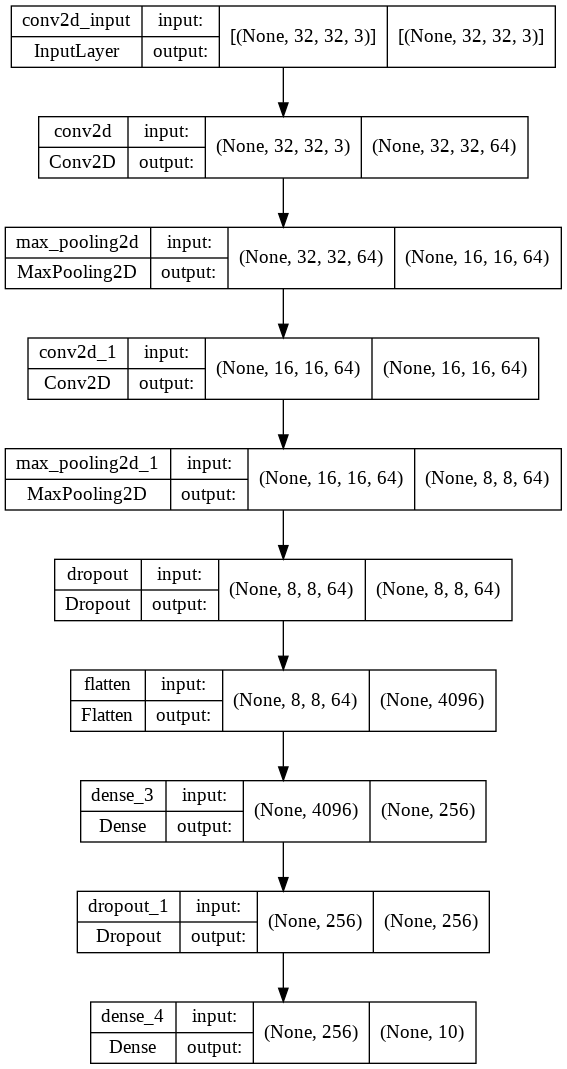 conv2d_input input: [(None, 32, 32, 3)] [(None, 32, 32, 3)]
InputLayer output:
conv2d input: (None, 32, 32, 3) (None, 32, 32, 64)
Conv2D output:
max_pooling2d input: (None, 32, 32, 64) (None, 16, 16, 64)
MaxPooling2D output:
conv2d_1 input: (None, 16, 16, 64) (None, 16, 16, 64)
Conv2D output:
max_pooling2d_1 input: (None, 16, 16, 64) (None, 8, 8, 64)
MaxPooling2D output:
dropout input: (None, 8, 8, 64) (None, 8, 8, 64)
Dropout output:
flatten input: (None, 8, 8, 64) (None, 4096)
Flatten output:
dense_3 input: (None, 4096) (None, 256)
Dense output:
dropout_1 input: (None, 256) (None, 256)
Dropout output:
dense_4 input: (None, 256) (None, 10)
Dense output: